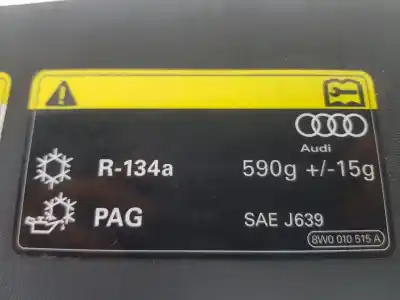 Audi
R-134a 590g +/-15g
PAG SAE J639
8W0 010 515 A